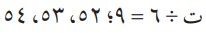 ت ÷ ٦ = ٩؛ ٥٢، ٥٣، ٥٤